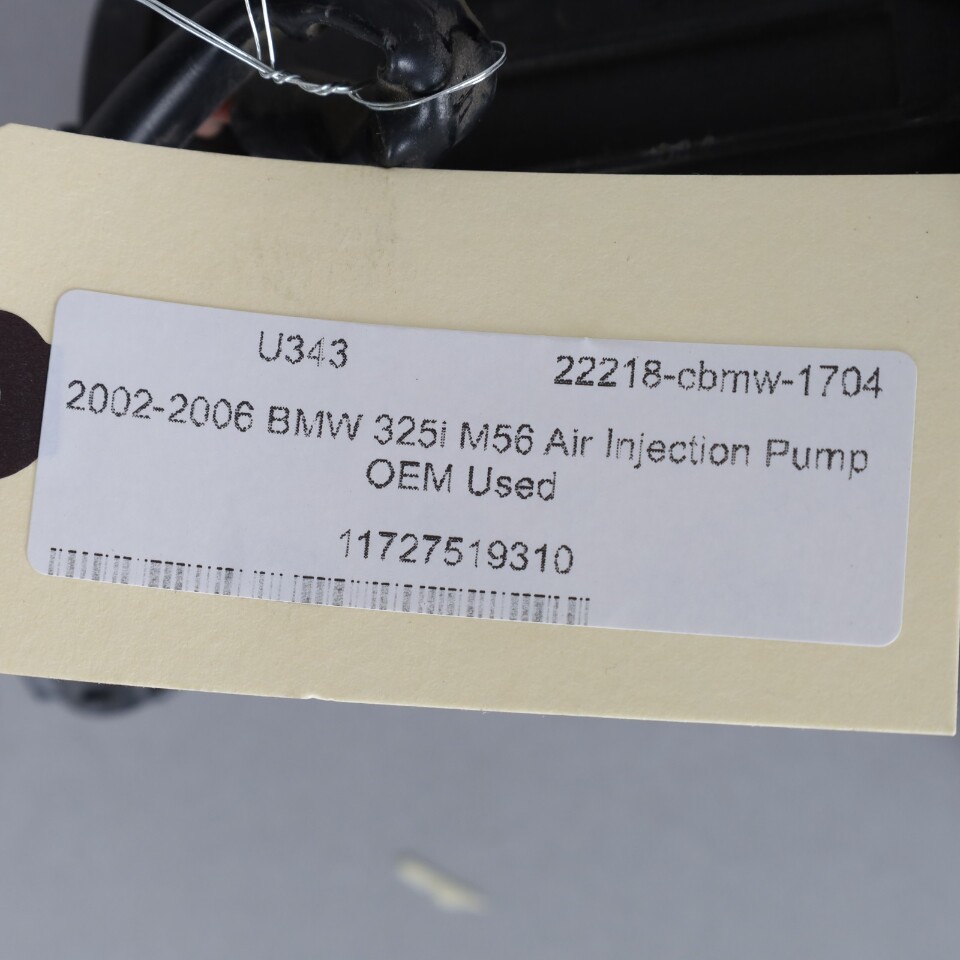 U343 22218-cbmw-1704
2002-2006 BMW 325i M56 Air Injection Pump
OEM Used
11727519310